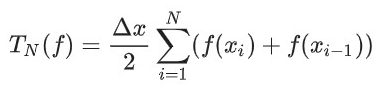 $T_N(f) = \frac{\Delta x}{2} \sum_{i=1}^{N} (f(x_i) + f(x_{i-1}))$